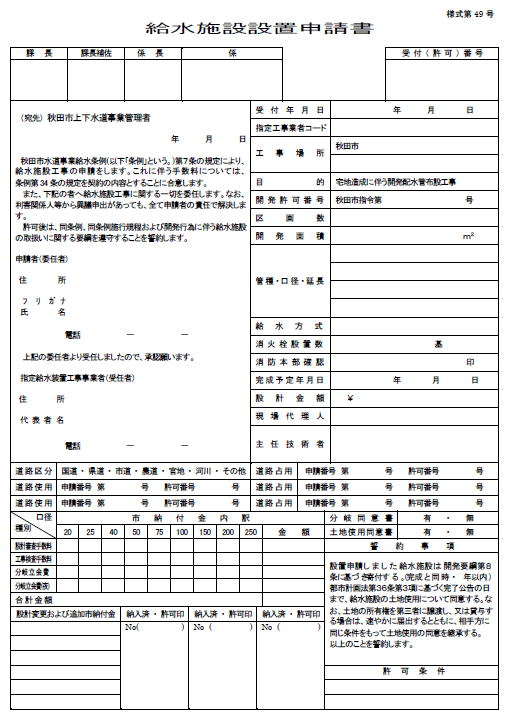 様式第 49 号
給水施設設置申請書
課 長 課長補佐 係 長 係 受 付 ( 許 可 ) 番 号
(宛先) 秋田市上下水道事業管理者
年 月 日
秋田市水道事業給水条例(以下「条例」という。)第7条の規定により、
給水施設工事の申請をします。これに伴う手数料については、
条例第 34 条の規定を契約の内容とすることに合意します。
また、下記の者へ給水施設工事に関する一切を委任します。なお、
利害関係人等から異議申出があっても、全て申請者の責任で解決しま
す。
許可後は、同条例、同条例施行規程および開発行為に伴う給水施設
の取扱いに関する要綱を遵守することを誓約します。
申請者(委任者)
住 所
フ リ ガ ナ
氏 名
電話 ― ―
上記の委任者より受任しましたので、承認願います。
指定給水装置工事事業者(受任者)
住 所
代 表 者 名
電話 ― ―
受 付 年 月 日 年 月 日
指定工事業者コード
工 事 場 所 秋田市
目 的 宅地造成に伴う開発配水管布設工事
開 発 許 可 番 号 秋田市指令第 号
区 画 数
開 発 面 積 m²
管 種 ・ 口 径 ・ 延 長
給 水 方 式
消 火 栓 設 置 数 基
消 防 本 部 確 認 印
完 成 予 定 年 月 日 年 月 日
設 計 金 額 ¥
現 場 代 理 人
主 任 技 術 者
道 路 区 分 国道 ・ 県道 ・ 市道 ・ 農道 ・ 官地 ・ 河川 ・ その他 道 路 占 用 申請番号 第 号 許可番号 号
道 路 使 用 申請番号 第 号 許可番号 号 道 路 占 用 申請番号 第 号 許可番号 号
道 路 使 用 申請番号 第 号 許可番号 号 道 路 占 用 申請番号 第 号 許可番号 号
口径
種別
市 納 付 金 内 訳
20 25 40 50 75 100 150 200 250 金 額
設計審査手数料
工事検査手数料
分岐立会費
分岐立会費(夜)
合 計 金 額
設計変更および追加市納付金 納入済 ・ 許可印 納入済 ・ 許可印 納入済 ・ 許可印
No( ) No ( ) No ( )
分 岐 同 意 書 有 ・ 無
土地使用同意書 有 ・ 無
誓 約 事 項
設置申請しました給水施設は開発要綱第8
条に基づき寄付する。(完成と同時・ 年以内)
都市計画法第36条第3項に基づく完了公告の日
まで、給水施設の土地使用について同意する。な
お、土地の所有権を第三者に譲渡し、又は貸与す
る場合は、速やかに届出するとともに、相手方に
同じ条件をもって土地使用の同意を継承する。
以上のことを誓約します。
許 可 条 件